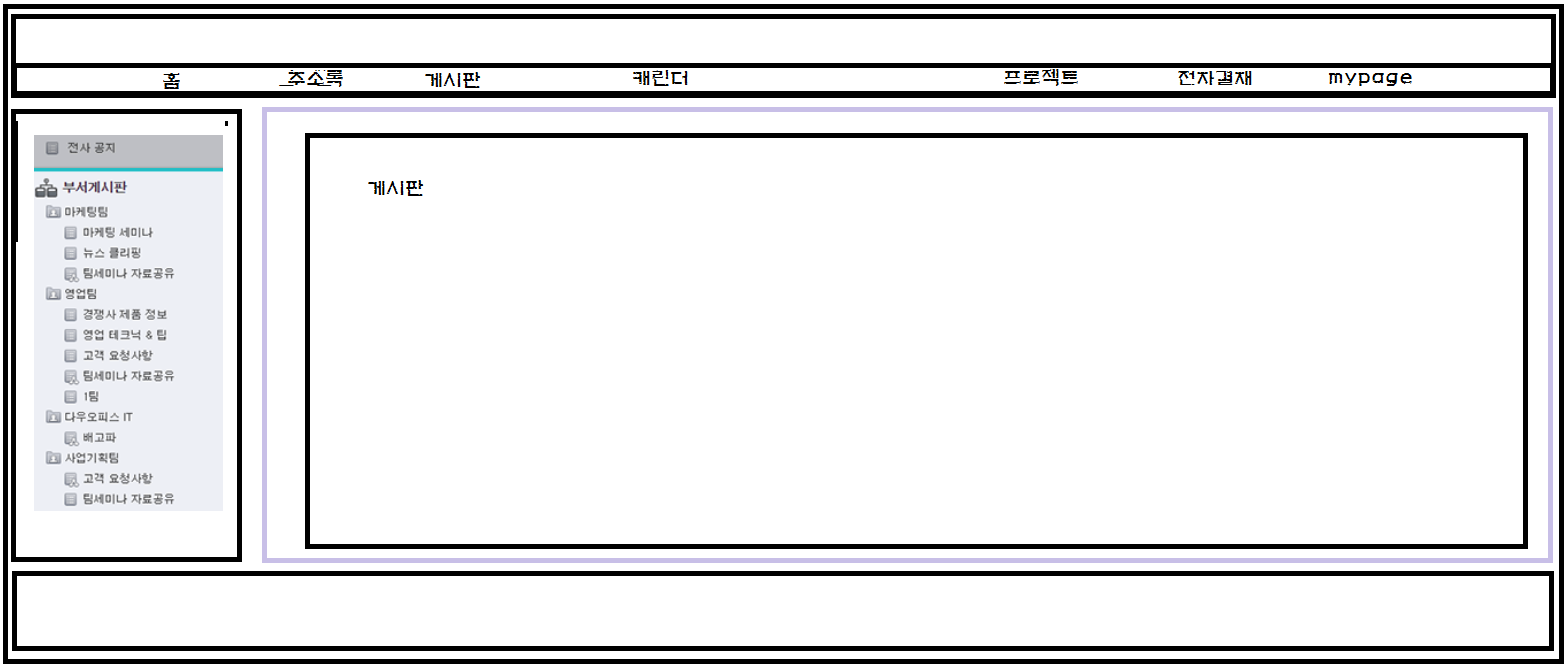 홈 주소록 게시판 캐린더 프로젝트 전자결재 mypage
전사 공지
부서게시판
마케팅팀
마케팅 세미나
뉴스 클리핑
팀세미나 자료공유
영업팀
경쟁사 제품 정보
영업 테크닉 & 팁
고객 요청사항
팀세미나 자료공유
1팀
다우오피스 IT
배고파
사업기획팀
고객 요청사항
팀세미나 자료공유
게시판